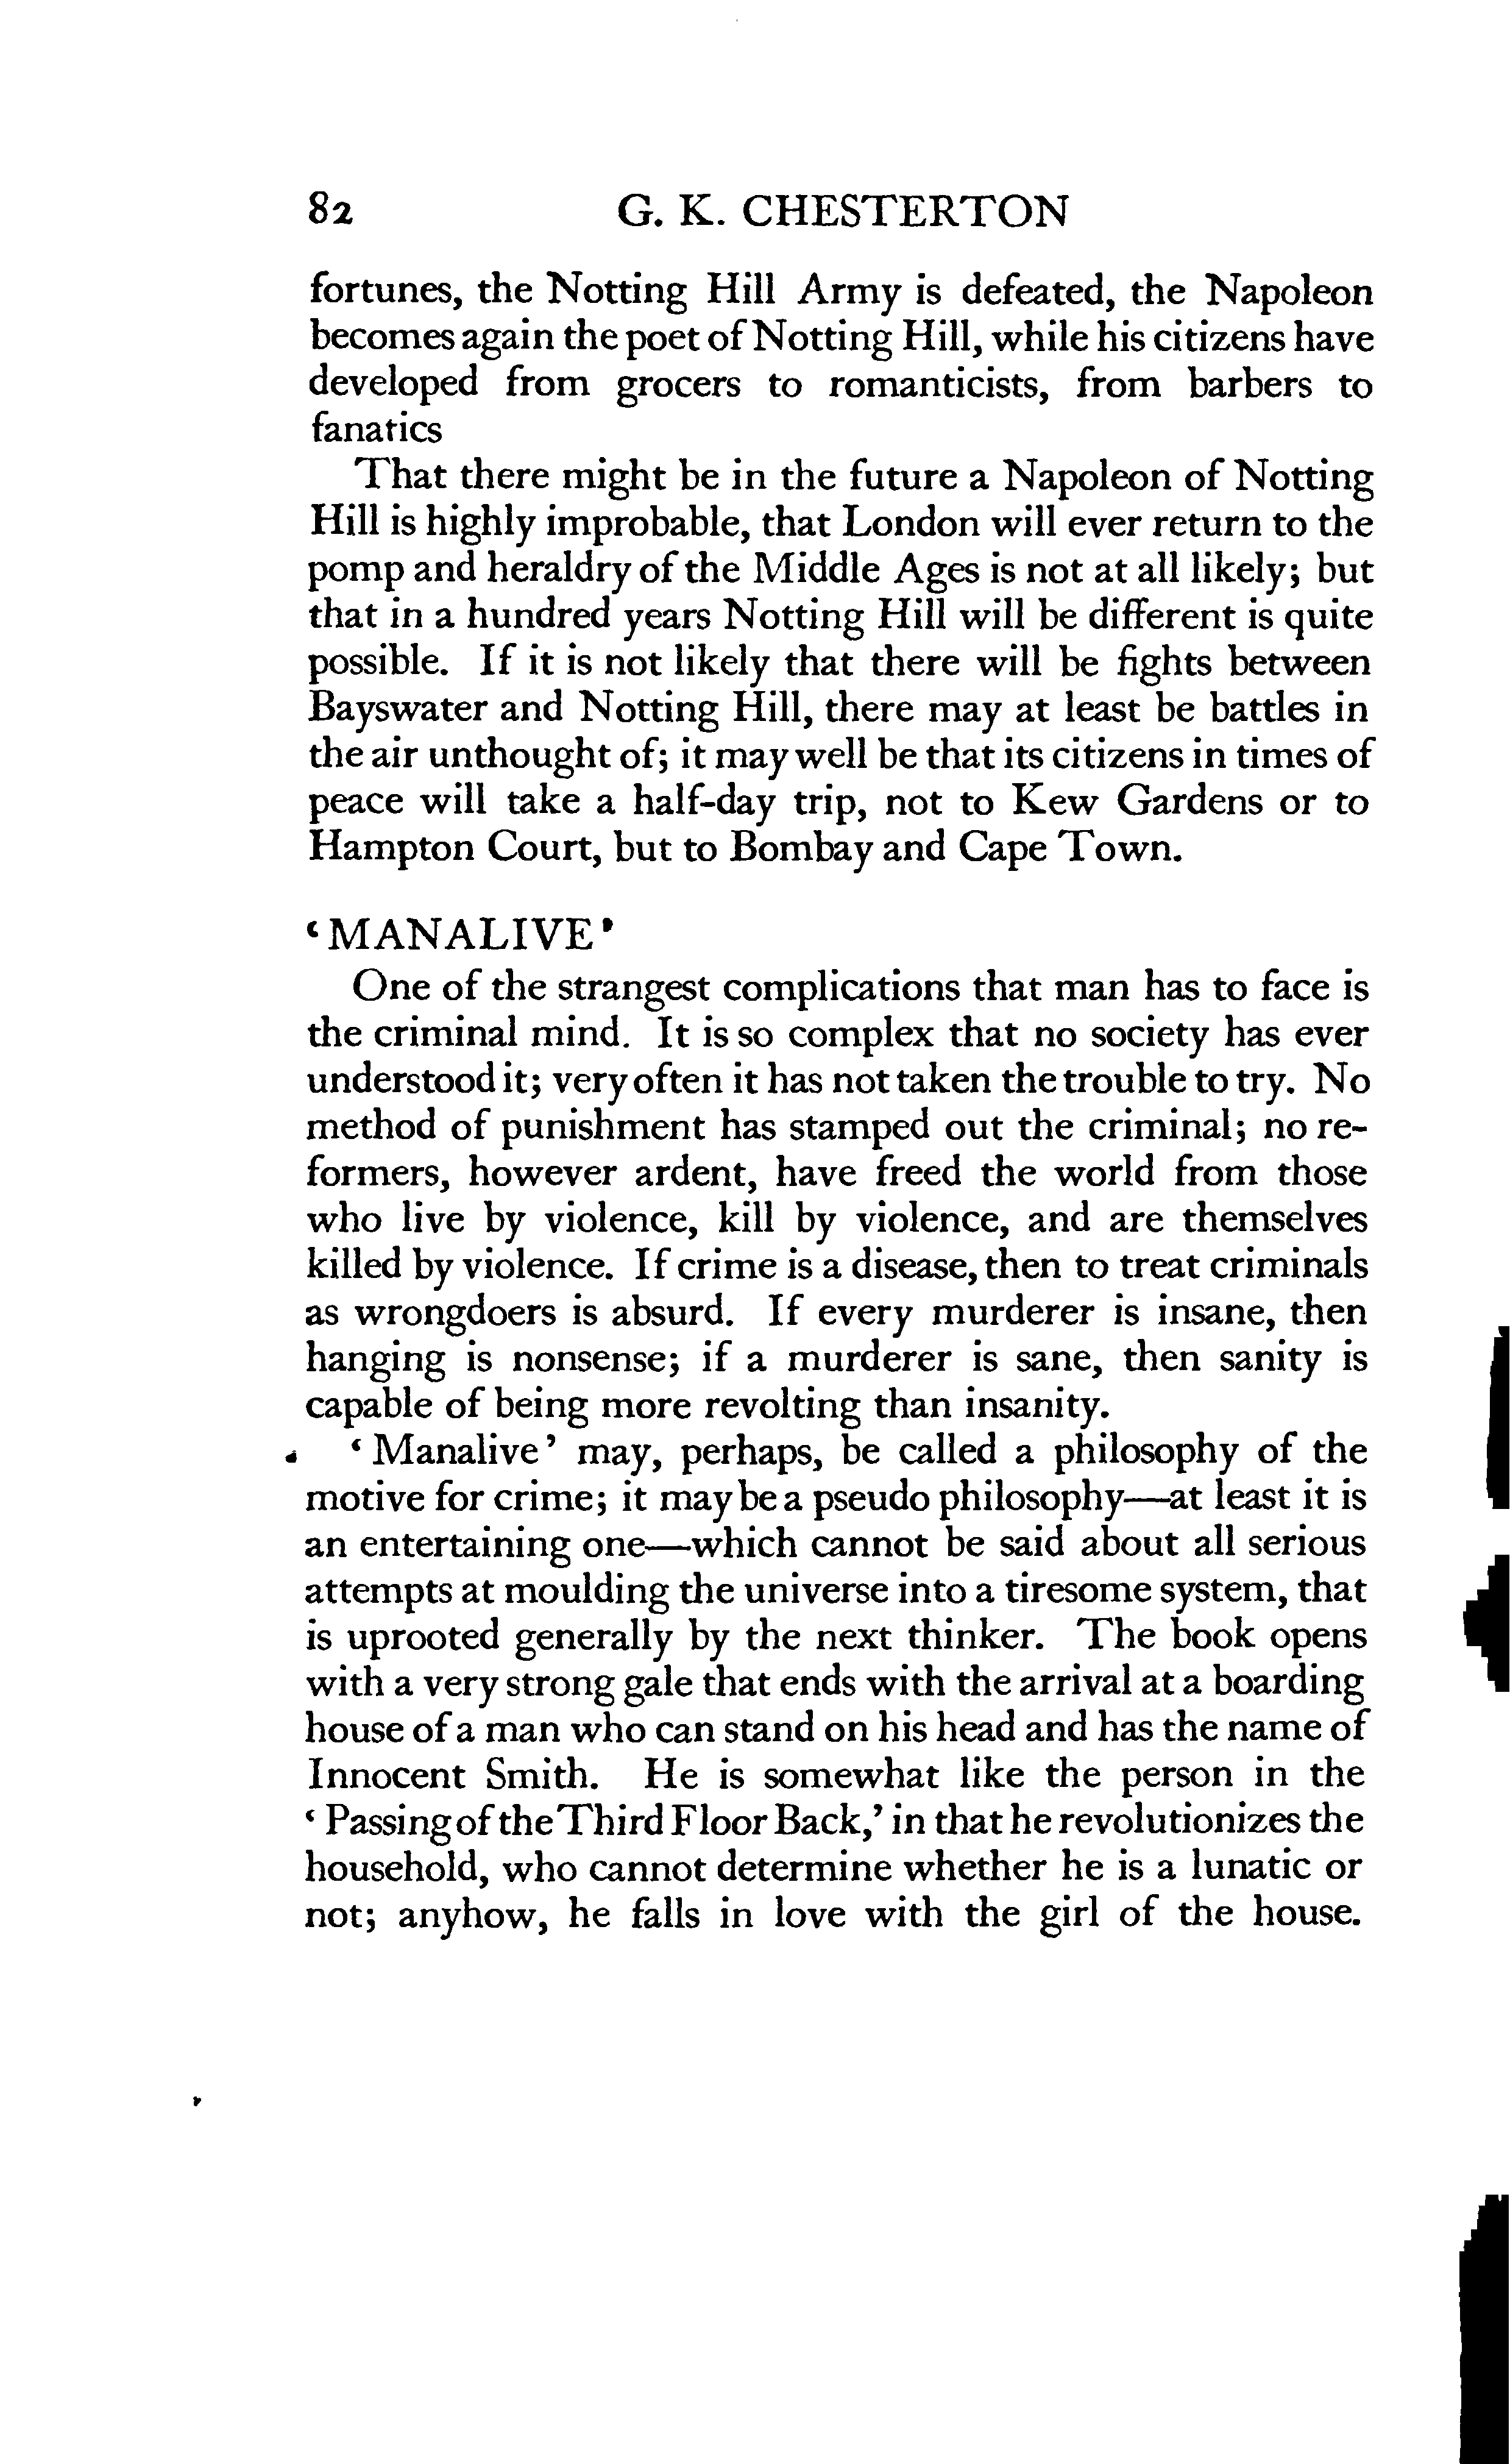 82 G. K. CHESTERTON
fortunes, the Notting Hill Army is defeated, the Napoleon
becomes again the poet of Notting Hill, while his citizens have
developed from grocers to romanticists, from barbers to
fanatics
That there might be in the future a Napoleon of Notting
Hill is highly improbable, that London will ever return to the
pomp and heraldry of the Middle Ages is not at all likely; but
that in a hundred years Notting Hill will be different is quite
possible. If it is not likely that there will be fights between
Bayswater and Notting Hill, there may at least be battles in
the air unthought of; it may well be that its citizens in times of
peace will take a half-day trip, not to Kew Gardens or to
Hampton Court, but to Bombay and Cape Town.
‘MANALIVE’
One of the strangest complications that man has to face is
the criminal mind. It is so complex that no society has ever
understood it; very often it has not taken the trouble to try. No
method of punishment has stamped out the criminal; no re-
formers, however ardent, have freed the world from those
who live by violence, kill by violence, and are themselves
killed by violence. If crime is a disease, then to treat criminals
as wrongdoers is absurd. If every murderer is insane, then
hanging is nonsense; if a murderer is sane, then sanity is
capable of being more revolting than insanity.
‘Manalive’ may, perhaps, be called a philosophy of the
motive for crime; it may be a pseudo philosophy—at least it is
an entertaining one—which cannot be said about all serious
attempts at moulding the universe into a tiresome system, that
is uprooted generally by the next thinker. The book opens
with a very strong gale that ends with the arrival at a boarding
house of a man who can stand on his head and has the name of
Innocent Smith. He is somewhat like the person in the
‘Passing of the Third Floor Back,’ in that he revolutionizes the
household, who cannot determine whether he is a lunatic or
not; anyhow, he falls in love with the girl of the house.